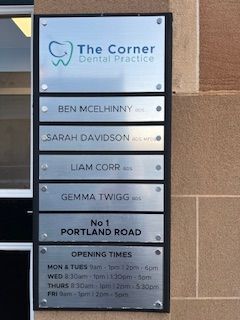 The Corner
Dental Practice
BEN MCELHINNY BDS
SARAH DAVIDSON BDS MFDS
LIAM CORR BDS
GEMMA TWIGG BDS
No 1
PORTLAND ROAD
OPENING TIMES
MON & TUES 9am - 1pm | 2pm - 6pm
WED 8:30am - 1pm | 1:30pm - 5pm
THURS 8:30am - 1pm | 2pm - 5:30pm
FRI 9am - 1pm | 2pm - 5pm